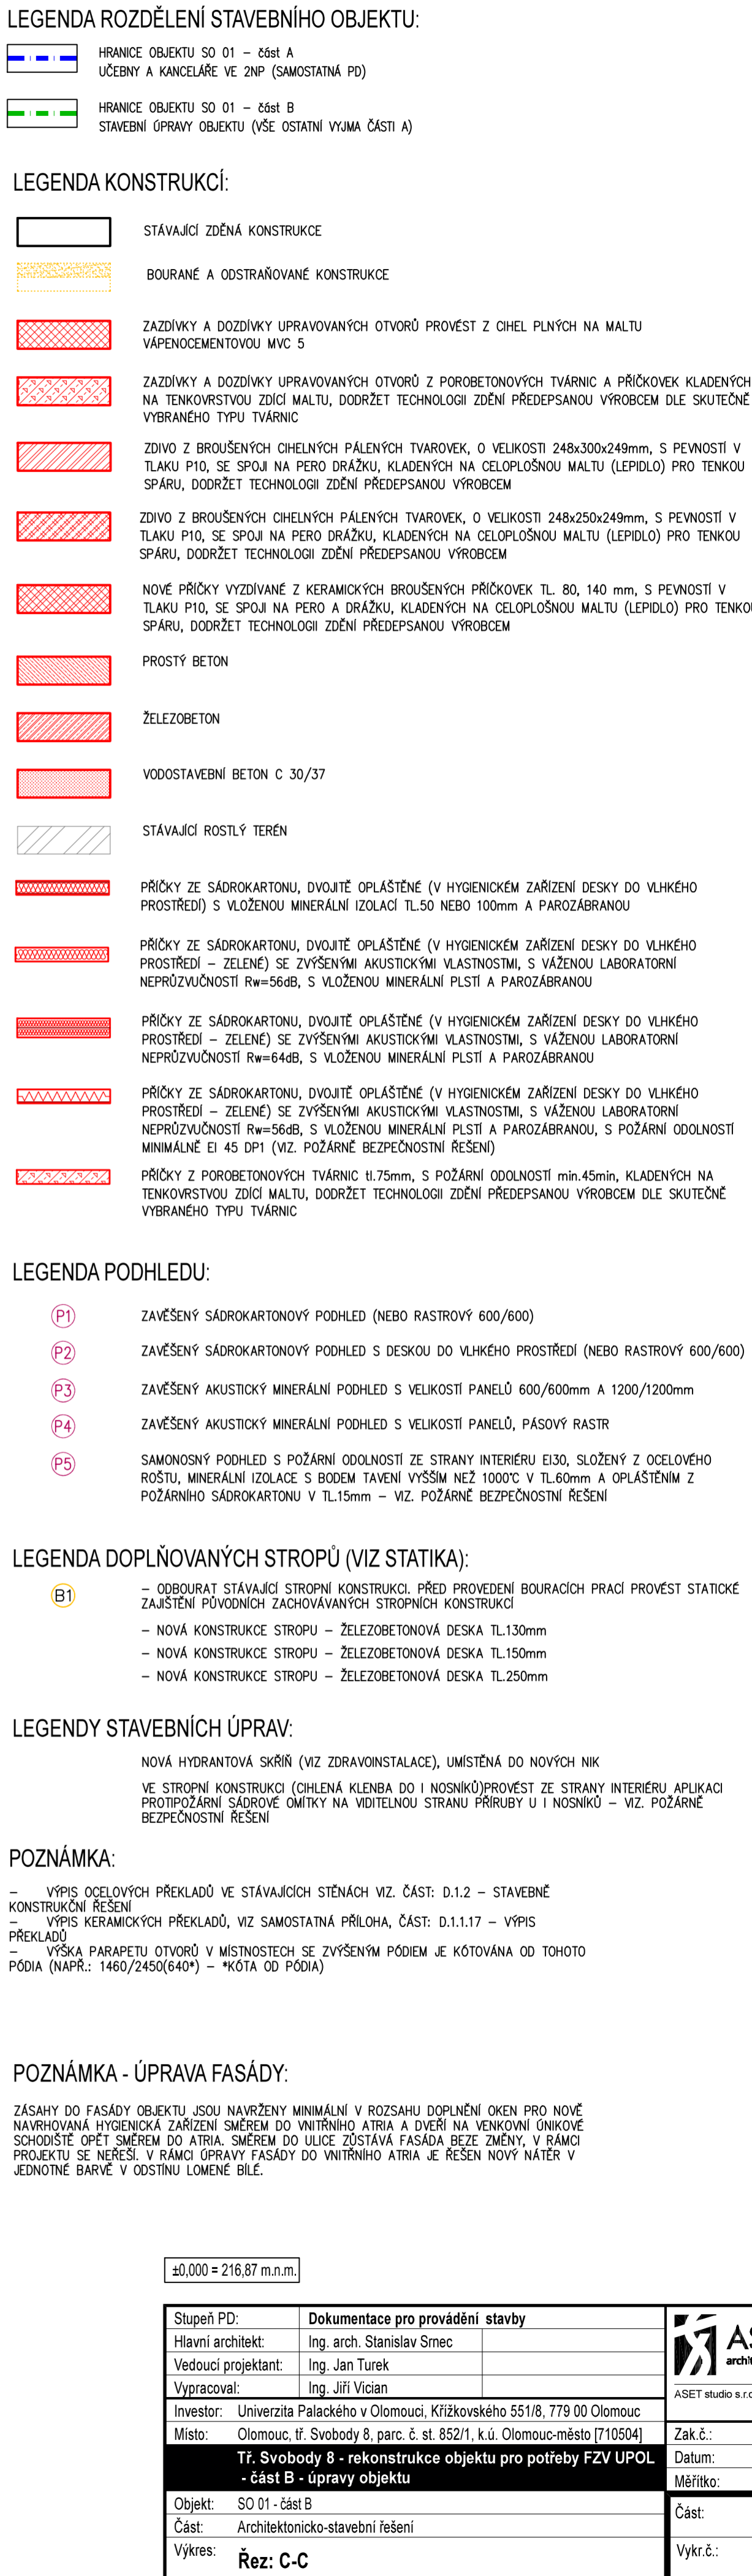 LEGENDA ROZDĚLENÍ STAVEBNÍHO OBJEKTU:
HRANICE OBJEKTU SO 01 – část A
UČEBNY A KANCELÁŘE VE 2NP (SAMOSTATNÁ PD)
HRANICE OBJEKTU SO 01 – část B
STAVEBNÍ ÚPRAVY OBJEKTU (VŠE OSTATNÍ VYJMA ČÁSTI A)
LEGENDA KONSTRUKCÍ:
STÁVAJÍCÍ ZDĚNÁ KONSTRUKCE
BOURANÉ A ODSTRAŇOVANÉ KONSTRUKCE
ZAZDÍVKY A DOZDÍVKY UPRAVOVANÝCH OTVORŮ PROVÉST Z CIHEL PLNÝCH NA MALTU
VÁPENOCEMENTOVOU MVC 5
ZAZDÍVKY A DOZDÍVKY UPRAVOVANÝCH OTVORŮ Z POROBETONOVÝCH TVÁRNIC A PŘÍČKOVEK KLADENÝCH
NA TENKOVRSTVOU ZDÍCÍ MALTU, DODRŽET TECHNOLOGII ZDĚNÍ PŘEDEPSANOU VÝROBCEM DLE SKUTEČNĚ
VYBRANÉHO TYPU TVÁRNIC
ZDIVO Z BROUŠENÝCH CIHELNÝCH PÁLENÝCH TVAROVEK, O VELIKOSTI 248x300x249mm, S PEVNOSTÍ V
TLAKU P10, SE SPOJI NA PERO DRÁŽKU, KLADENÝCH NA CELOPLOŠNOU MALTU (LEPIDLO) PRO TENKOU
SPÁRU, DODRŽET TECHNOLOGII ZDĚNÍ PŘEDEPSANOU VÝROBCEM
ZDIVO Z BROUŠENÝCH CIHELNÝCH PÁLENÝCH TVAROVEK, O VELIKOSTI 248x250x249mm, S PEVNOSTÍ V
TLAKU P10, SE SPOJI NA PERO DRÁŽKU, KLADENÝCH NA CELOPLOŠNOU MALTU (LEPIDLO) PRO TENKOU
SPÁRU, DODRŽET TECHNOLOGII ZDĚNÍ PŘEDEPSANOU VÝROBCEM
NOVÉ PŘÍČKY VYZDÍVANÉ Z KERAMICKÝCH BROUŠENÝCH PŘÍČKOVEK TL. 80, 140 mm, S PEVNOSTÍ V
TLAKU P10, SE SPOJI NA PERO A DRÁŽKU, KLADENÝCH NA CELOPLOŠNOU MALTU (LEPIDLO) PRO TENKOU
SPÁRU, DODRŽET TECHNOLOGII ZDĚNÍ PŘEDEPSANOU VÝROBCEM
PROSTÝ BETON
ŽELEZOBETON
VODOSTAVEBNÍ BETON C 30/37
STÁVAJÍCÍ ROSTLÝ TERÉN
PŘÍČKY ZE SÁDROKARTONU, DVOJITĚ OPLÁŠTĚNÉ (V HYGIENICKÉM ZAŘÍZENÍ DESKY DO VLHKÉHO
PROSTŘEDÍ) S VLOŽENOU MINERÁLNÍ IZOLACÍ TL.50 NEBO 100mm A PAROZÁBRANOU
PŘÍČKY ZE SÁDROKARTONU, DVOJITĚ OPLÁŠTĚNÉ (V HYGIENICKÉM ZAŘÍZENÍ DESKY DO VLHKÉHO
PROSTŘEDÍ – ZELENÉ) SE ZVÝŠENÝMI AKUSTICKÝMI VLASTNOSTMI, S VÁŽENOU LABORATORNÍ
NEPRŮZVUČNOSTÍ Rw=56dB, S VLOŽENOU MINERÁLNÍ PLSTÍ A PAROZÁBRANOU
PŘÍČKY ZE SÁDROKARTONU, DVOJITĚ OPLÁŠTĚNÉ (V HYGIENICKÉM ZAŘÍZENÍ DESKY DO VLHKÉHO
PROSTŘEDÍ – ZELENÉ) SE ZVÝŠENÝMI AKUSTICKÝMI VLASTNOSTMI, S VÁŽENOU LABORATORNÍ
NEPRŮZVUČNOSTÍ Rw=64dB, S VLOŽENOU MINERÁLNÍ PLSTÍ A PAROZÁBRANOU
PŘÍČKY ZE SÁDROKARTONU, DVOJITĚ OPLÁŠTĚNÉ (V HYGIENICKÉM ZAŘÍZENÍ DESKY DO VLHKÉHO
PROSTŘEDÍ – ZELENÉ) SE ZVÝŠENÝMI AKUSTICKÝMI VLASTNOSTMI, S VÁŽENOU LABORATORNÍ
NEPRŮZVUČNOSTÍ Rw=56dB, S VLOŽENOU MINERÁLNÍ PLSTÍ A PAROZÁBRANOU, S POŽÁRNÍ ODOLNOSTÍ
MINIMÁLNĚ EI 45 DP1 (VIZ. POŽÁRNĚ BEZPEČNOSTNÍ ŘEŠENÍ)
PŘÍČKY Z POROBETONOVÝCH TVÁRNIC tl.75mm, S POŽÁRNÍ ODOLNOSTÍ min.45min, KLADENÝCH NA
TENKOVRSTVOU ZDÍCÍ MALTU, DODRŽET TECHNOLOGII ZDĚNÍ PŘEDEPSANOU VÝROBCEM DLE SKUTEČNĚ
VYBRANÉHO TYPU TVÁRNIC
LEGENDA PODHLEDU:
P1 ZAVĚŠENÝ SÁDROKARTONOVÝ PODHLED (NEBO RASTROVÝ 600/600)
P2 ZAVĚŠENÝ SÁDROKARTONOVÝ PODHLED S DESKOU DO VLHKÉHO PROSTŘEDÍ (NEBO RASTROVÝ 600/600)
P3 ZAVĚŠENÝ AKUSTICKÝ MINERÁLNÍ PODHLED S VELIKOSTÍ PANELŮ 600/600mm A 1200/1200mm
P4 ZAVĚŠENÝ AKUSTICKÝ MINERÁLNÍ PODHLED S VELIKOSTÍ PANELŮ, PÁSOVÝ RASTR
P5 SAMONOSNÝ PODHLED S POŽÁRNÍ ODOLNOSTÍ ZE STRANY INTERIÉRU EI30, SLOŽENÝ Z OCELOVÉHO
ROŠTU, MINERÁLNÍ IZOLACE S BODEM TAVENÍ VYŠŠÍM NEŽ 1000°C V TL.60mm A OPLÁŠTĚNÍM Z
POŽÁRNÍHO SÁDROKARTONU V TL.15mm – VIZ. POŽÁRNĚ BEZPEČNOSTNÍ ŘEŠENÍ
LEGENDA DOPLŇOVANÝCH STROPŮ (VIZ STATIKA):
B1 – ODBOURAT STÁVAJÍCÍ STROPNÍ KONSTRUKCI. PŘED PROVEDENÍ BOURACÍCH PRACÍ PROVÉST STATICKÉ
ZAJIŠTĚNÍ PŮVODNÍCH ZACHOVÁVANÝCH STROPNÍCH KONSTRUKCÍ
– NOVÁ KONSTRUKCE STROPU – ŽELEZOBETONOVÁ DESKA TL.130mm
– NOVÁ KONSTRUKCE STROPU – ŽELEZOBETONOVÁ DESKA TL.150mm
– NOVÁ KONSTRUKCE STROPU – ŽELEZOBETONOVÁ DESKA TL.250mm
LEGENDY STAVEBNÍCH ÚPRAV:
NOVÁ HYDRANTOVÁ SKŘÍŇ (VIZ ZDRAVOINSTALACE), UMÍSTĚNÁ DO NOVÝCH NIK
VE STROPNÍ KONSTRUKCI (CIHLENÁ KLENBA DO I NOSNÍKŮ)PROVÉST ZE STRANY INTERIÉRU APLIKACI
PROTIPOŽÁRNÍ SÁDROVÉ OMÍTKY NA VIDITELNOU STRANU PŘÍRUBY U I NOSNÍKŮ – VIZ. POŽÁRNĚ
BEZPEČNOSTNÍ ŘEŠENÍ
POZNÁMKA:
– VÝPIS OCELOVÝCH PŘEKLADŮ VE STÁVAJÍCÍCH STĚNÁCH VIZ. ČÁST: D.1.2 – STAVEBNĚ
KONSTRUKČNÍ ŘEŠENÍ
– VÝPIS KERAMICKÝCH PŘEKLADŮ, VIZ SAMOSTATNÁ PŘÍLOHA, ČÁST: D.1.1.17 – VÝPIS
PŘEKLADŮ
– VÝŠKA PARAPETU OTVORŮ V MÍSTNOSTECH SE ZVÝŠENÝM PÓDIEM JE KÓTOVÁNA OD TOHOTO
PÓDIA (NAPŘ.: 1460/2450(640*) – *KÓTA OD PÓDIA)
POZNÁMKA - ÚPRAVA FASÁDY:
ZÁSAHY DO FASÁDY OBJEKTU JSOU NAVRŽENY MINIMÁLNÍ V ROZSAHU DOPLNĚNÍ OKEN PRO NOVĚ
NAVRHOVANÁ HYGIENICKÁ ZAŘÍZENÍ SMĚREM DO VNITŘNÍHO ATRIA A DVEŘÍ NA VENKOVNÍ ÚNIKOVÉ
SCHODIŠTĚ OPĚT SMĚREM DO ATRIA. SMĚREM DO ULICE ZŮSTÁVÁ FASÁDA BEZE ZMĚNY, V RÁMCI
PROJEKTU SE NEŘEŠÍ. V RÁMCI ÚPRAVY FASÁDY DO VNITŘNÍHO ATRIA JE ŘEŠEN NOVÝ NÁTĚR V
JEDNOTNÉ BARVĚ V ODSTÍNU LOMENÉ BÍLÉ.
±0,000 = 216,87 m.n.m.
Stupeň PD: Dokumentace pro provádění stavby
Hlavní architekt: Ing. arch. Stanislav Srnec
Vedoucí projektant: Ing. Jan Turek
Vypracoval: Ing. Jiří Vician
Investor: Univerzita Palackého v Olomouci, Křížkovského 551/8, 779 00 Olomouc
Místo: Olomouc, tř. Svobody 8, parc. č. st. 852/1, k.ú. Olomouc-město [710504]
Tř. Svobody 8 - rekonstrukce objektu pro potřeby FZV UPOL
- část B - úpravy objektu
Objekt: SO 01 - část B
Část: Architektonicko-stavební řešení
Výkres: Řez: C-C
ASET studio s.r.o
Zak.č.:
Datum:
Měřítko:
Část:
Vykr.č.: